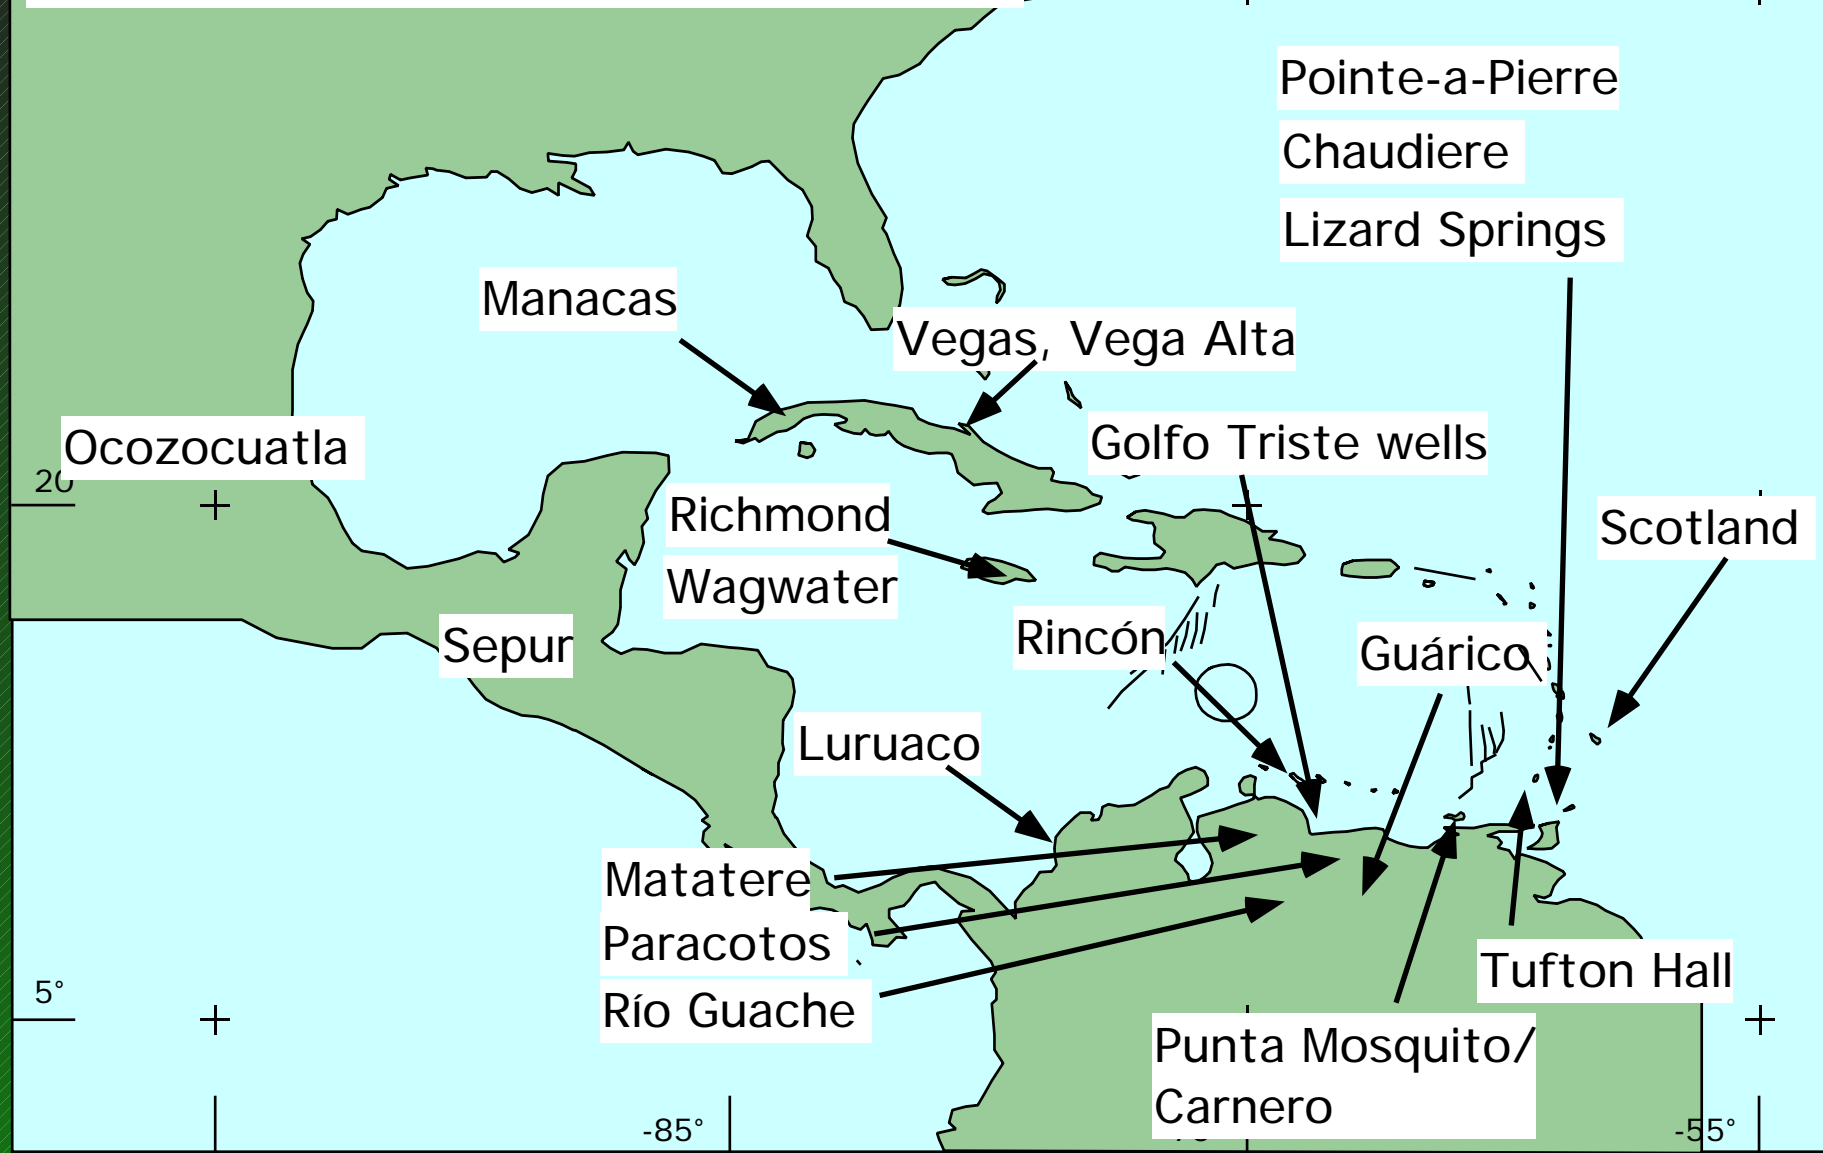 Pointe-a-Pierre
Chaudiere
Lizard Springs
Manacas
Vegas, Vega Alta
Ocozocuatla
Golfo Triste wells
20
Richmond
Scotland
Wagwater
Sepur
Rincón
Guárico
Luruaco
Matatere
Paracotos
Río Guache
Tufton Hall
5°
Punta Mosquito/
Carnero
-85°
-55°